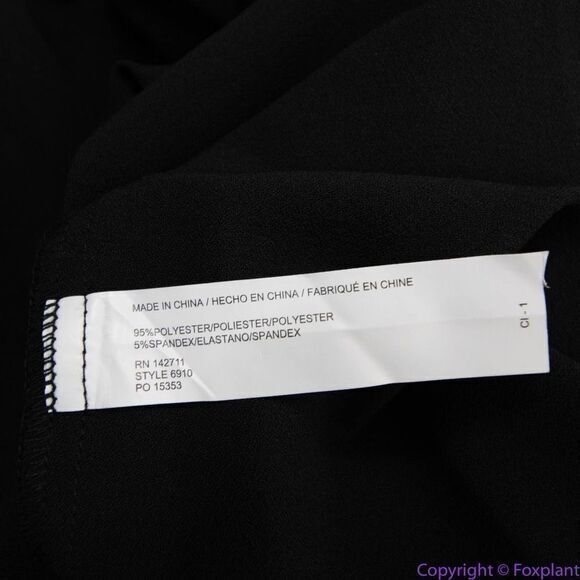 MADE IN CHINA / HECHO EN CHINA / FABRIQUÉ EN CHINE
95%POLYESTER/POLIESTER/POLYESTER
5%SPANDEX/ELASTANO/SPANDEX
RN 142711
STYLE 6910
PO 15353
CI - 1
Copyright © Foxplant